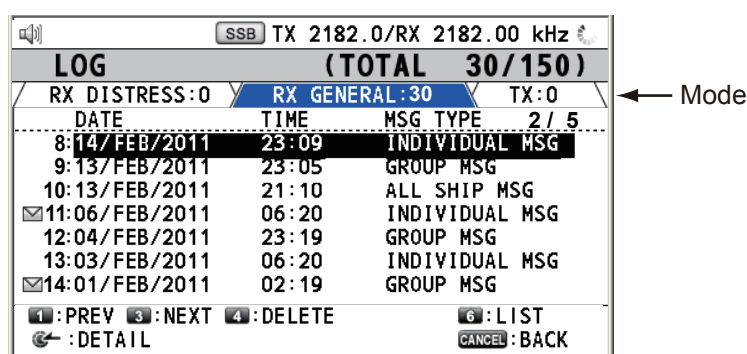 SSB TX 2182.0/RX 2182.00 kHz
LOG (TOTAL 30/150)
RX DISTRESS:0 RX GENERAL:30 TX:0
Mode
DATE TIME MSG TYPE 2/ 5
8:14/FEB/2011 23:09 INDIVIDUAL MSG
9:13/FEB/2011 23:05 GROUP MSG
10:13/FEB/2011 21:10 ALL SHIP MSG
11:06/FEB/2011 06:20 INDIVIDUAL MSG
12:04/FEB/2011 23:19 GROUP MSG
13:03/FEB/2011 06:20 INDIVIDUAL MSG
14:01/FEB/2011 02:19 GROUP MSG
1:PREV 3:NEXT 4:DELETE 6:LIST
:DETAIL CANCEL:BACK